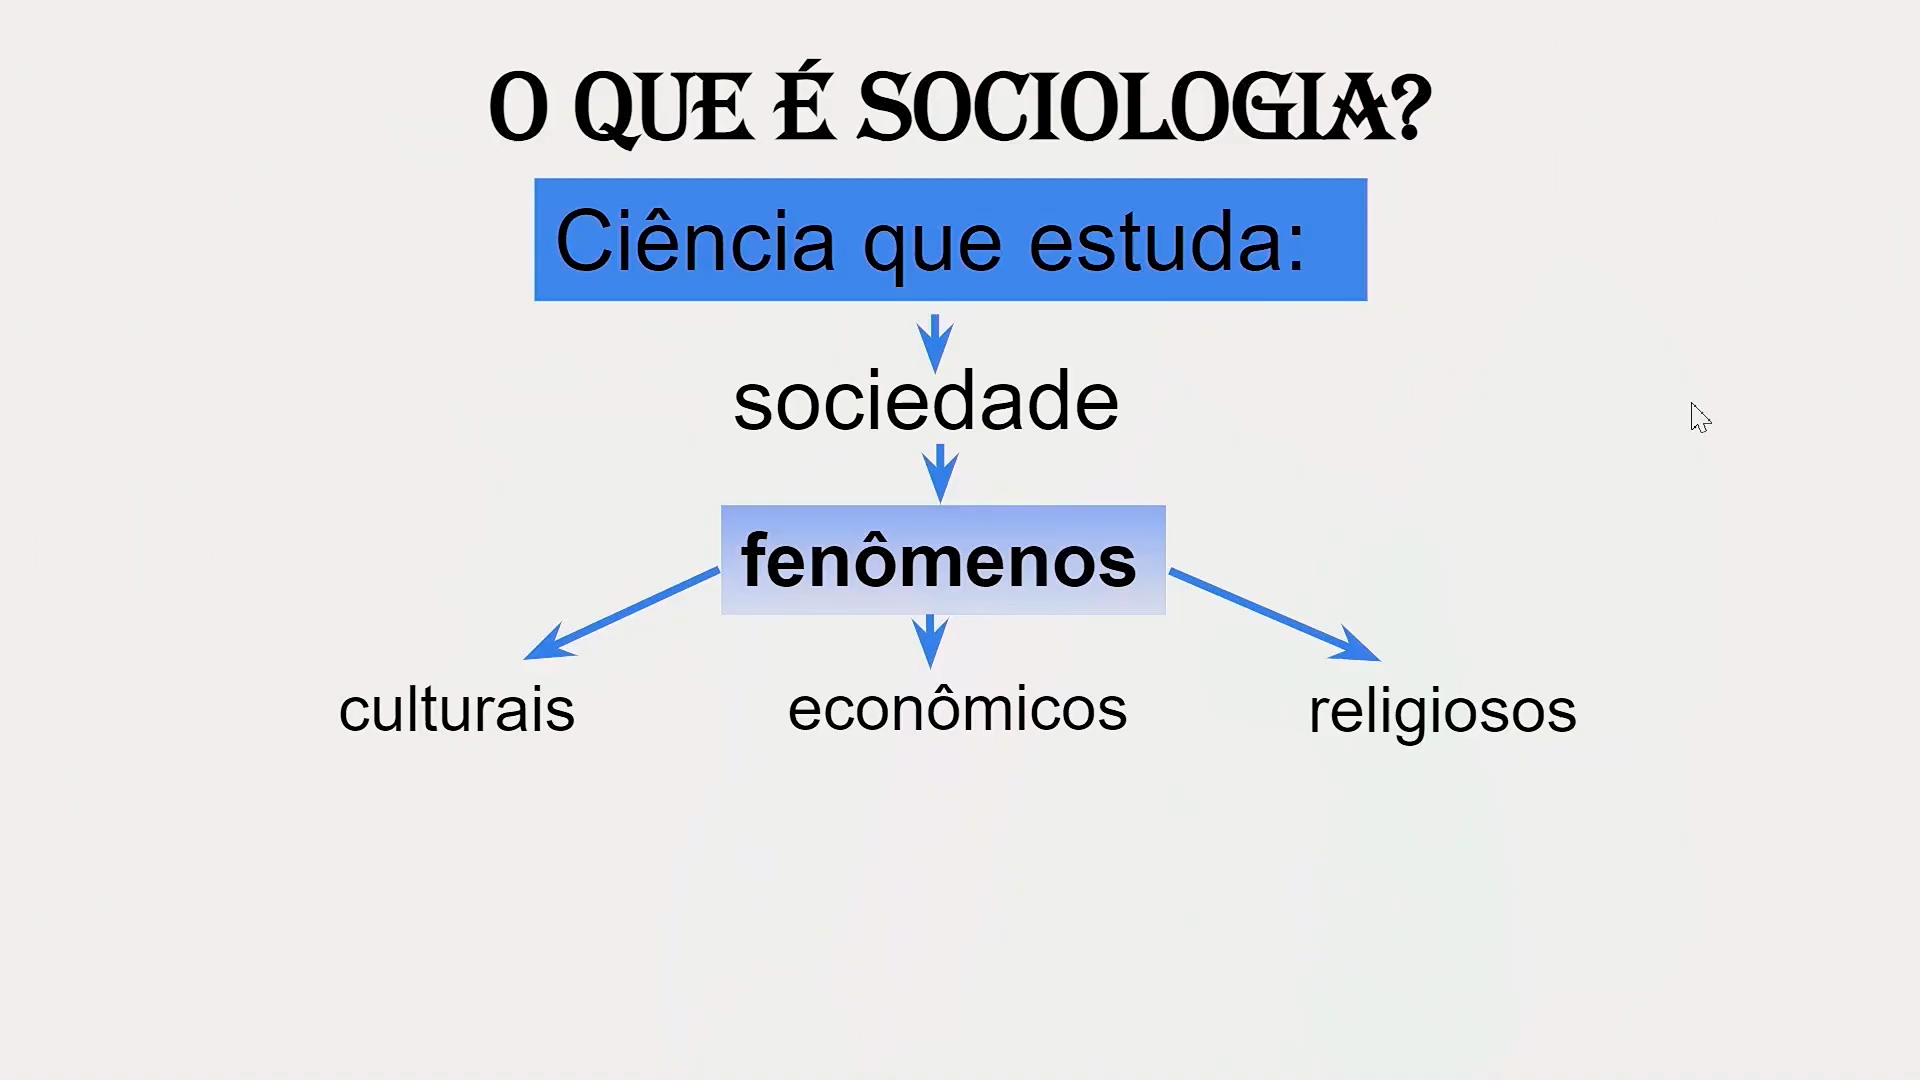 O QUE É SOCIOLOGIA?
Ciência que estuda:
sociedade
fenômenos
culturais econômicos religiosos